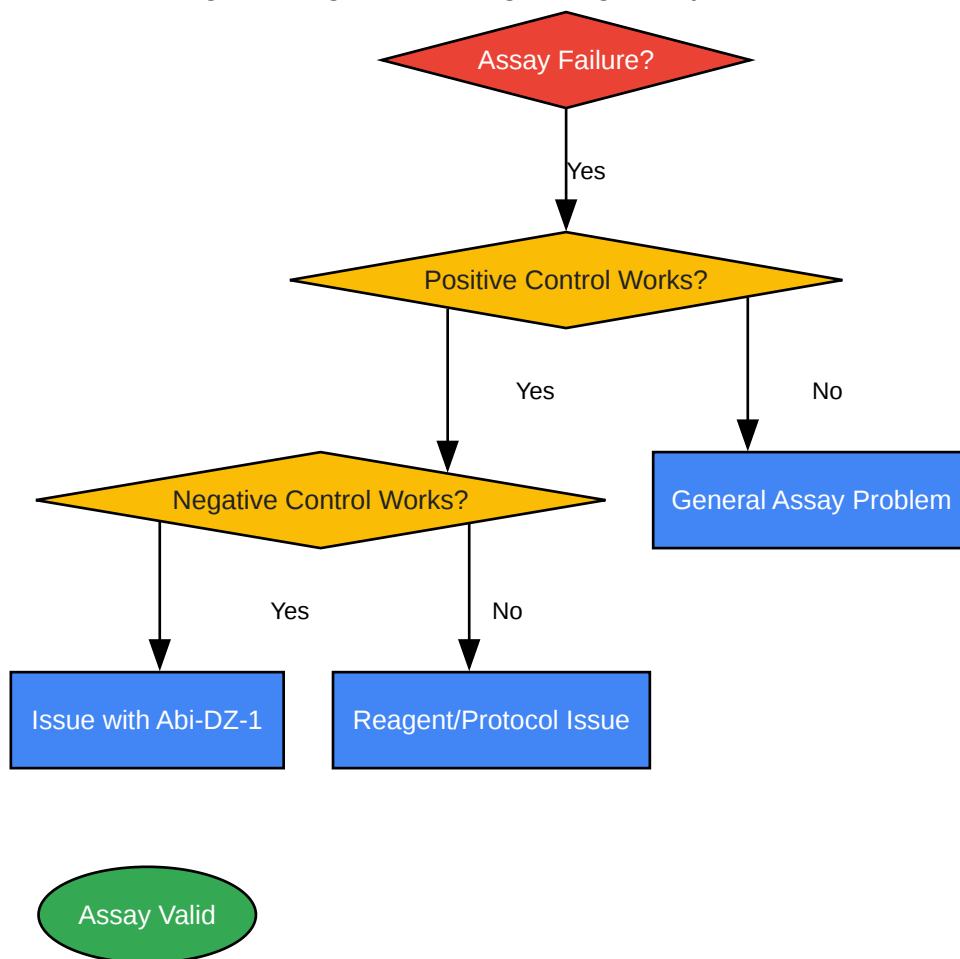 Assay Failure?
Yes
Positive Control Works?
Yes
No
Negative Control Works?
General Assay Problem
Yes
No
Issue with Abi-DZ-1
Reagent/Protocol Issue
Assay Valid